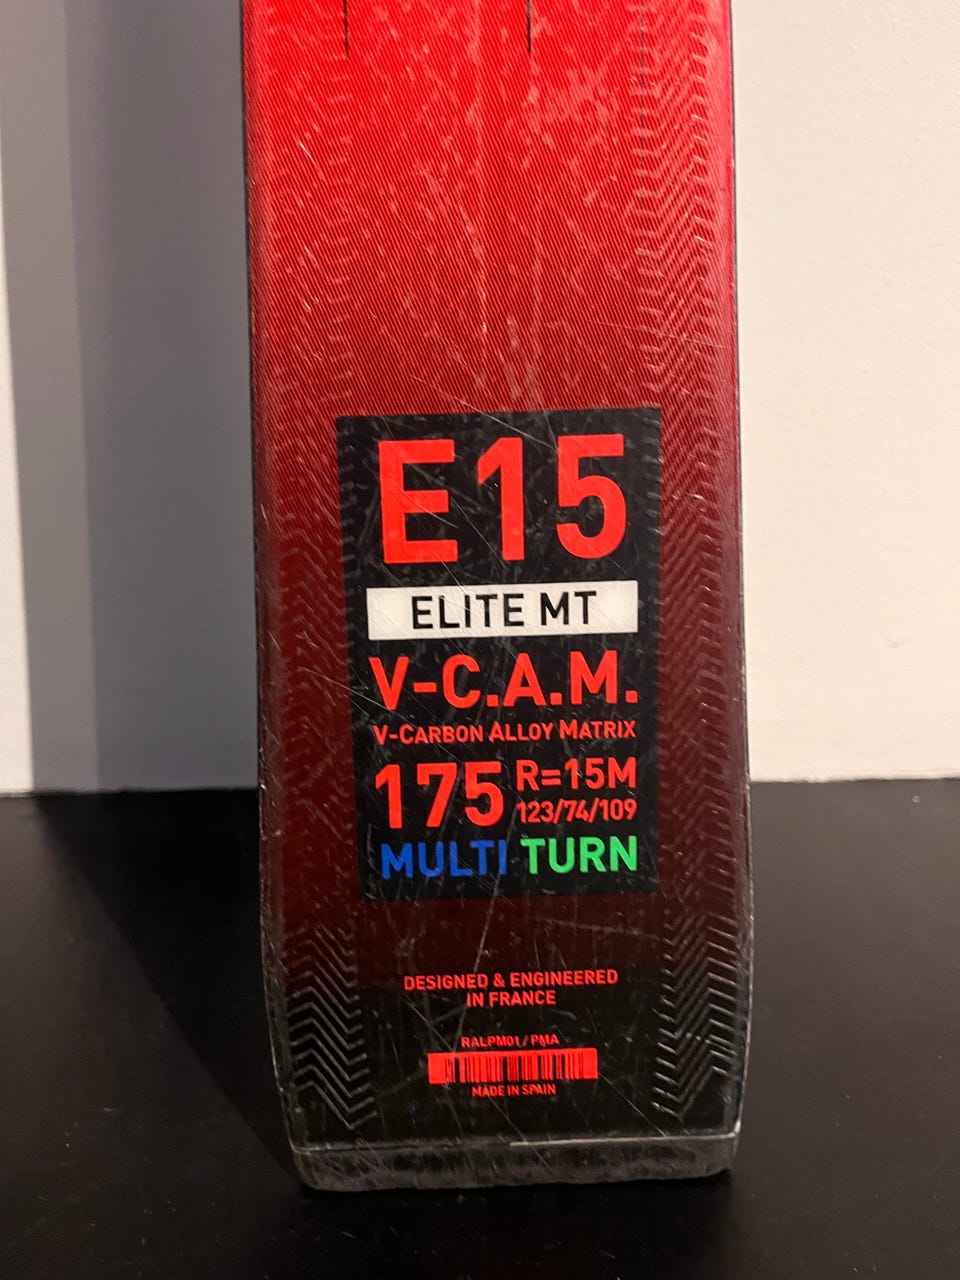 E15
ELITE MT
V-C.A.M.
V-CARBON ALLOY MATRIX
175 R=15M
123/74/109
MULTI TURN
DESIGNED & ENGINEERED
IN FRANCE
RALPM01 / PMA
MADE IN SPAIN